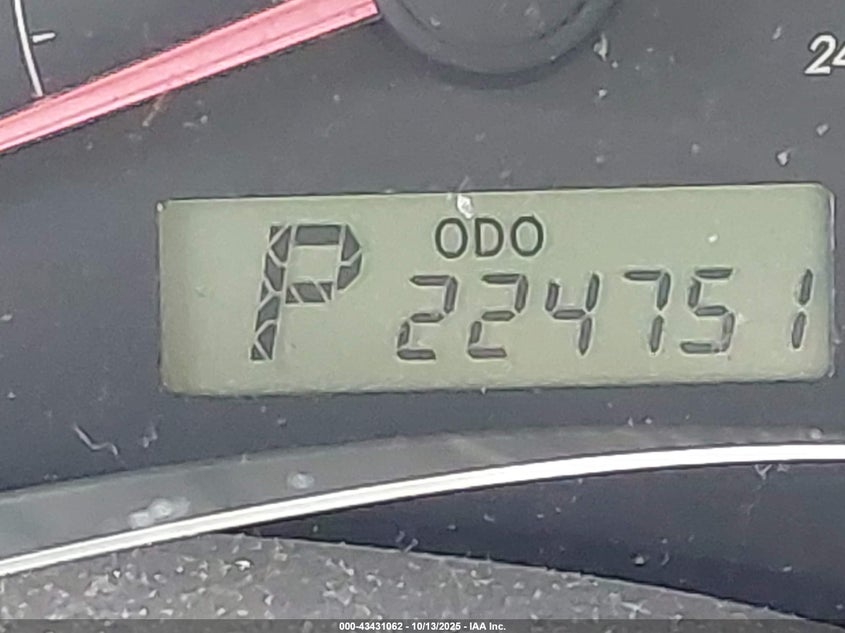 24
ODO
P 224751
000-43431062 - 10/13/2025 - IAA Inc.